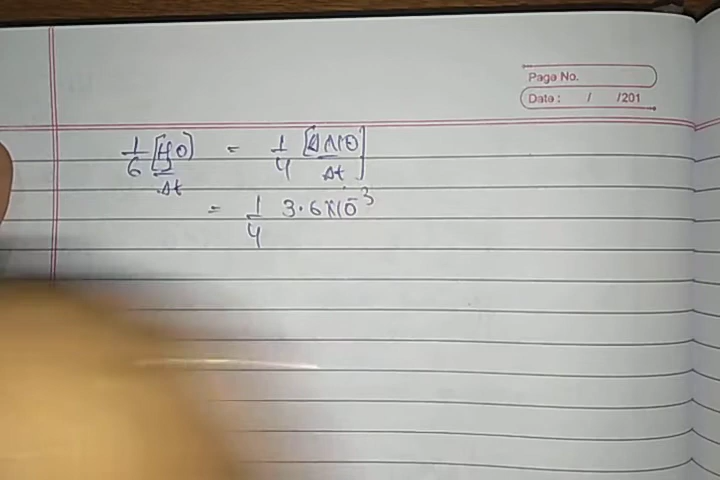 Page No.
Date : / /201
1/6 [H2O]/Δt = 1/4 [ΔNO]/Δt
= 1/4 3.6×10^-3